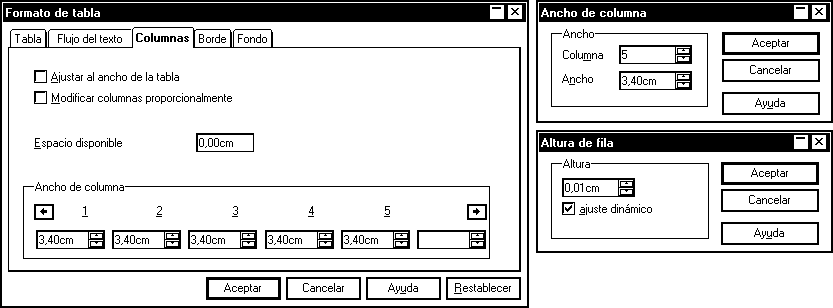 Formato de tabla
Tabla Flujo del texto Columnas Borde Fondo
Ajustar al ancho de la tabla
Modificar columnas proporcionalmente
Espacio disponible 0,00cm
Ancho de columna
1 2 3 4 5
3,40cm 3,40cm 3,40cm 3,40cm 3,40cm
Aceptar Cancelar Ayuda Restablecer
Ancho de columna
Ancho
Columna 5
Ancho 3,40cm
Aceptar
Cancelar
Ayuda
Altura de fila
Altura
0,01cm
ajuste dinámico
Aceptar
Cancelar
Ayuda